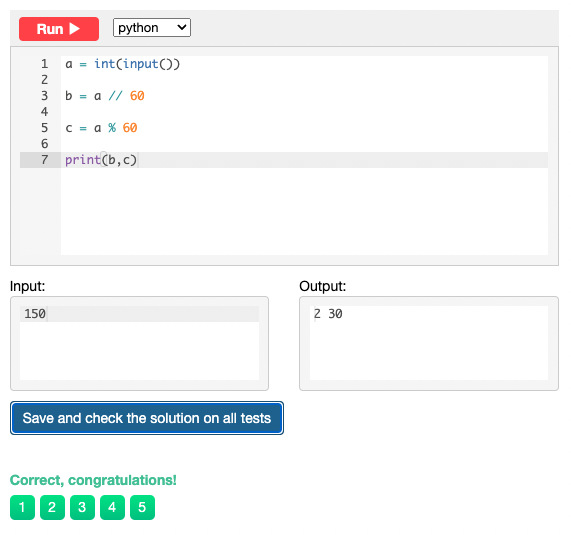 Run ▶ python
1 a = int(input())
2
3 b = a // 60
4
5 c = a % 60
6
7 print(b,c)
Input: Output:
150 2 30
Save and check the solution on all tests
Correct, congratulations!
1 2 3 4 5